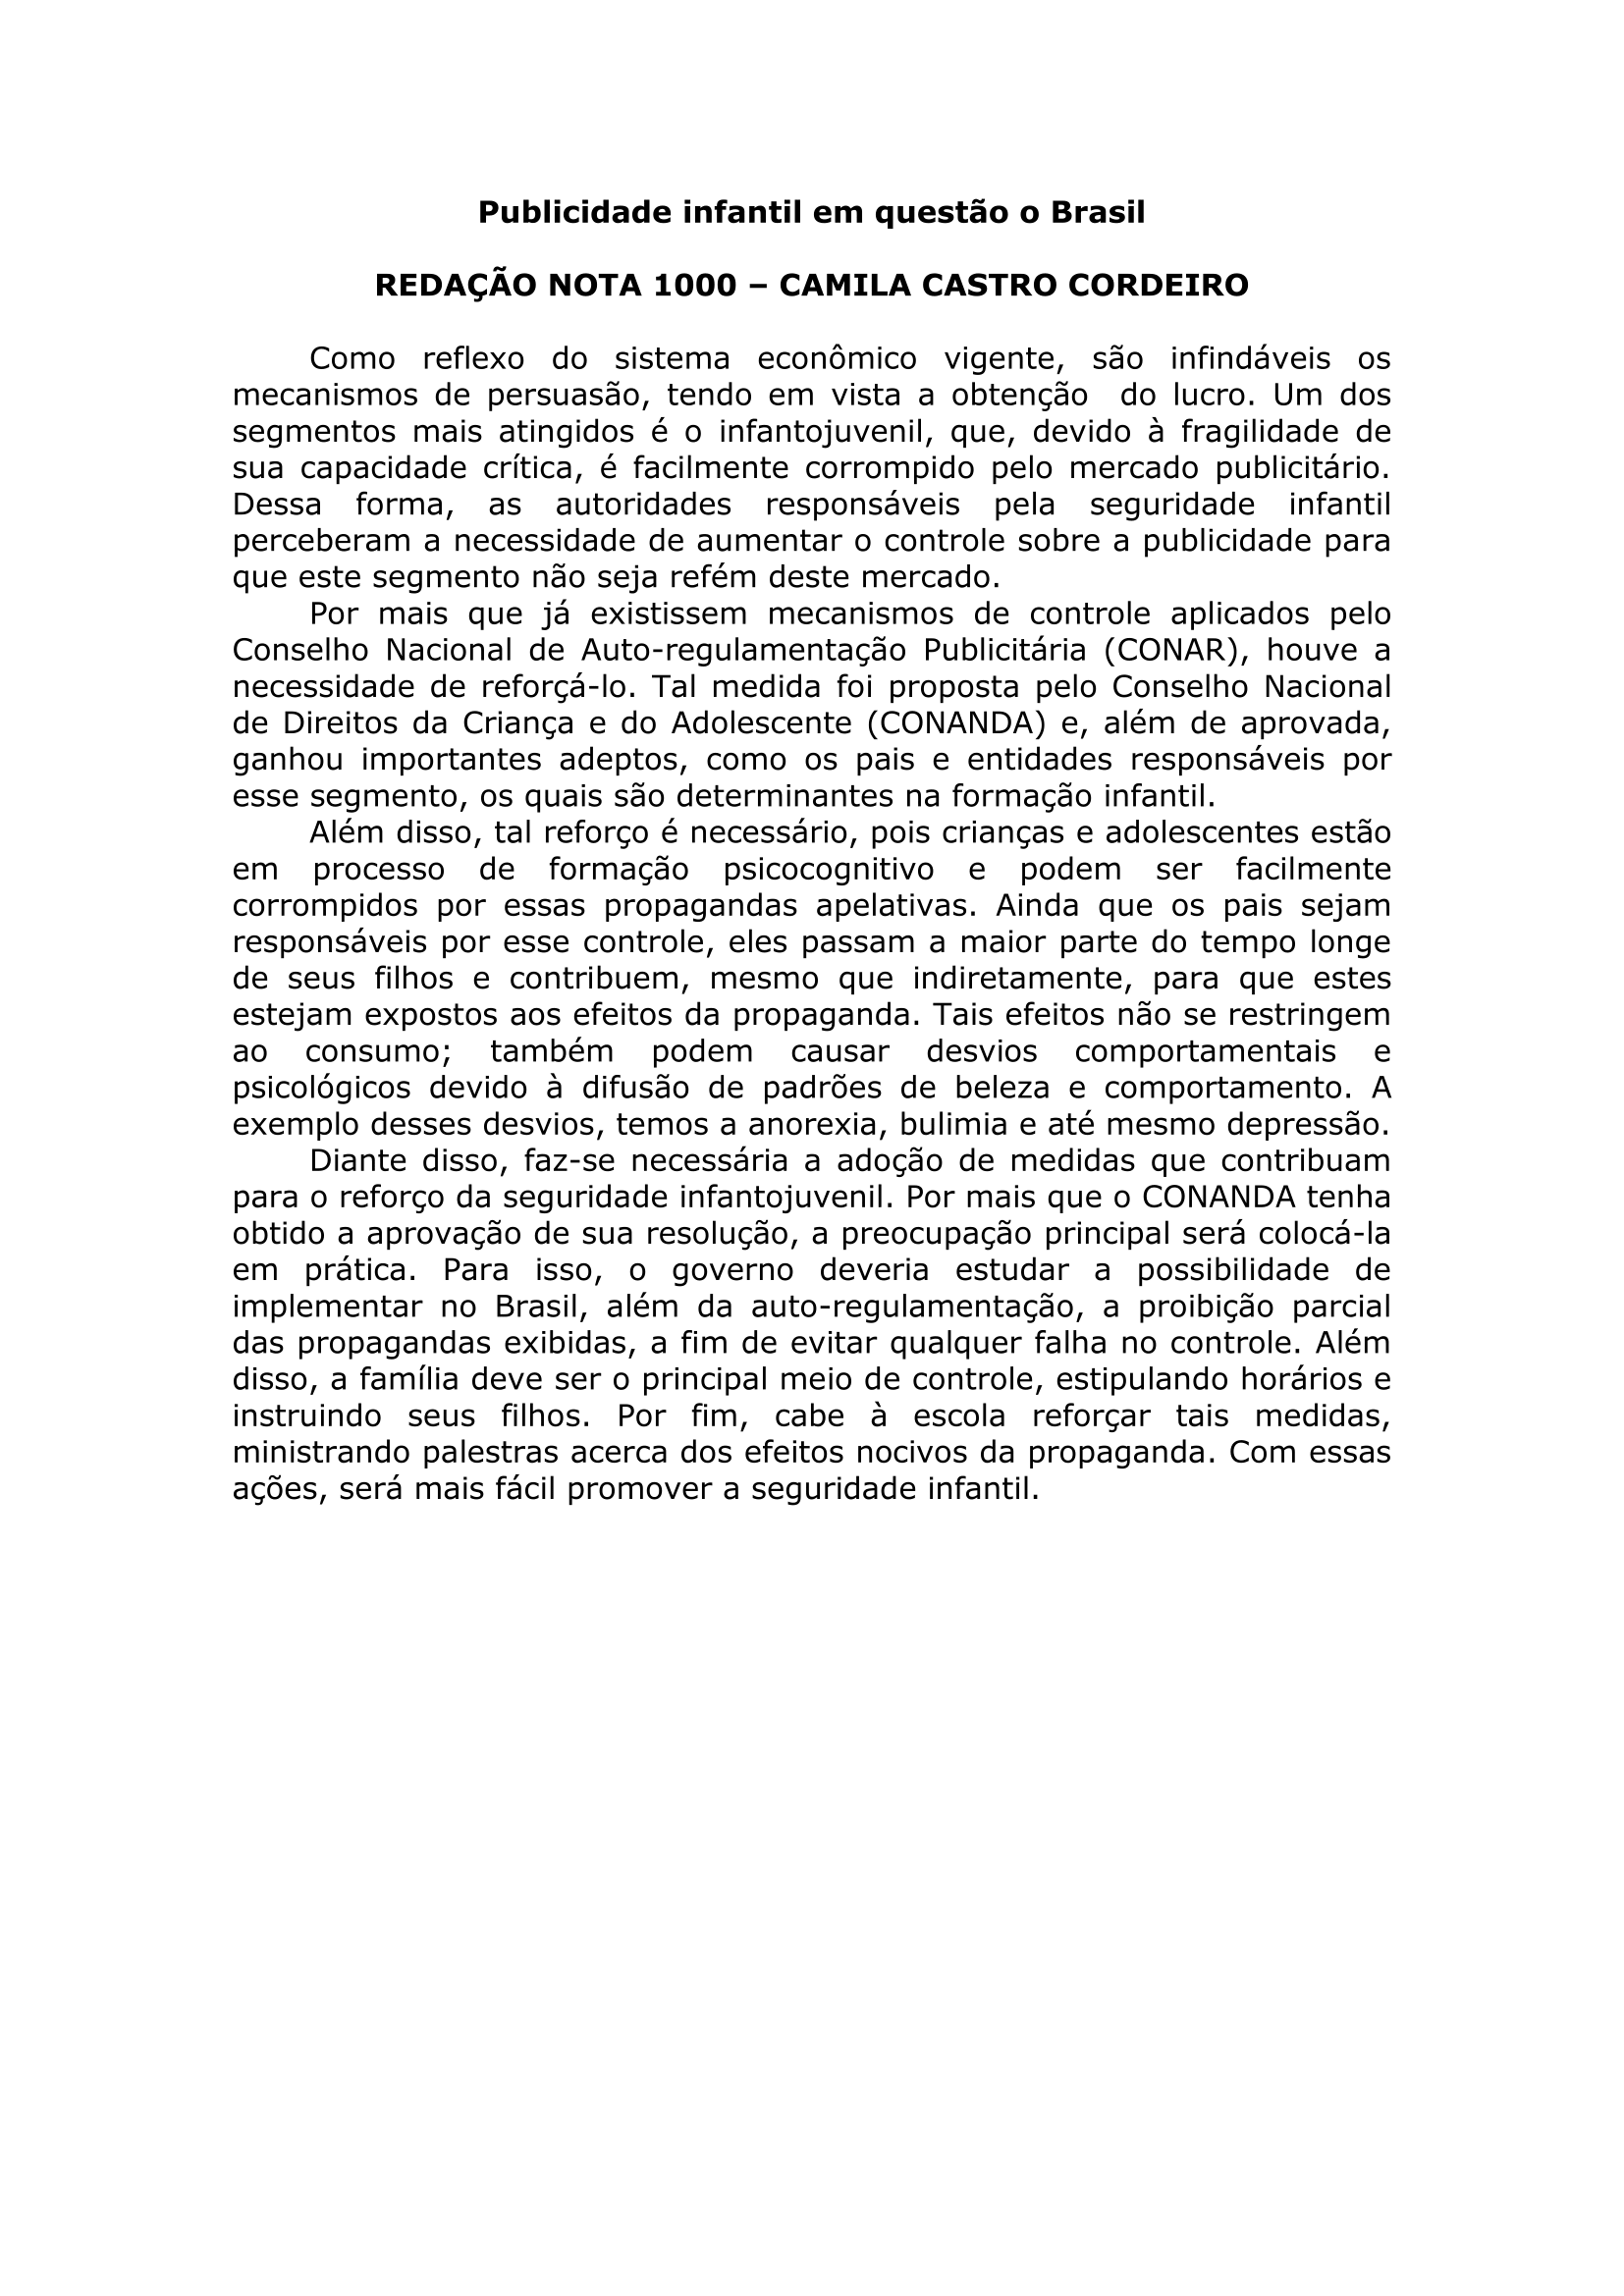 Publicidade infantil em questão o Brasil
REDAÇÃO NOTA 1000 – CAMILA CASTRO CORDEIRO
Como reflexo do sistema econômico vigente, são infindáveis os
mecanismos de persuasão, tendo em vista a obtenção  do lucro. Um dos
segmentos mais atingidos é o infantojuvenil, que, devido à fragilidade de
sua capacidade crítica, é facilmente corrompido pelo mercado publicitário.
Dessa forma, as autoridades responsáveis pela seguridade infantil
perceberam a necessidade de aumentar o controle sobre a publicidade para
que este segmento não seja refém deste mercado.
Por mais que já existissem mecanismos de controle aplicados pelo
Conselho Nacional de Auto-regulamentação Publicitária (CONAR), houve a
necessidade de reforçá-lo. Tal medida foi proposta pelo Conselho Nacional
de Direitos da Criança e do Adolescente (CONANDA) e, além de aprovada,
ganhou importantes adeptos, como os pais e entidades responsáveis por
esse segmento, os quais são determinantes na formação infantil.
Além disso, tal reforço é necessário, pois crianças e adolescentes estão
em processo de formação psicocognitivo e podem ser facilmente
corrompidos por essas propagandas apelativas. Ainda que os pais sejam
responsáveis por esse controle, eles passam a maior parte do tempo longe
de seus filhos e contribuem, mesmo que indiretamente, para que estes
estejam expostos aos efeitos da propaganda. Tais efeitos não se restringem
ao consumo; também podem causar desvios comportamentais e
psicológicos devido à difusão de padrões de beleza e comportamento. A
exemplo desses desvios, temos a anorexia, bulimia e até mesmo depressão.
Diante disso, faz-se necessária a adoção de medidas que contribuam
para o reforço da seguridade infantojuvenil. Por mais que o CONANDA tenha
obtido a aprovação de sua resolução, a preocupação principal será colocá-la
em prática. Para isso, o governo deveria estudar a possibilidade de
implementar no Brasil, além da auto-regulamentação, a proibição parcial
das propagandas exibidas, a fim de evitar qualquer falha no controle. Além
disso, a família deve ser o principal meio de controle, estipulando horários e
instruindo seus filhos. Por fim, cabe à escola reforçar tais medidas,
ministrando palestras acerca dos efeitos nocivos da propaganda. Com essas
ações, será mais fácil promover a seguridade infantil.